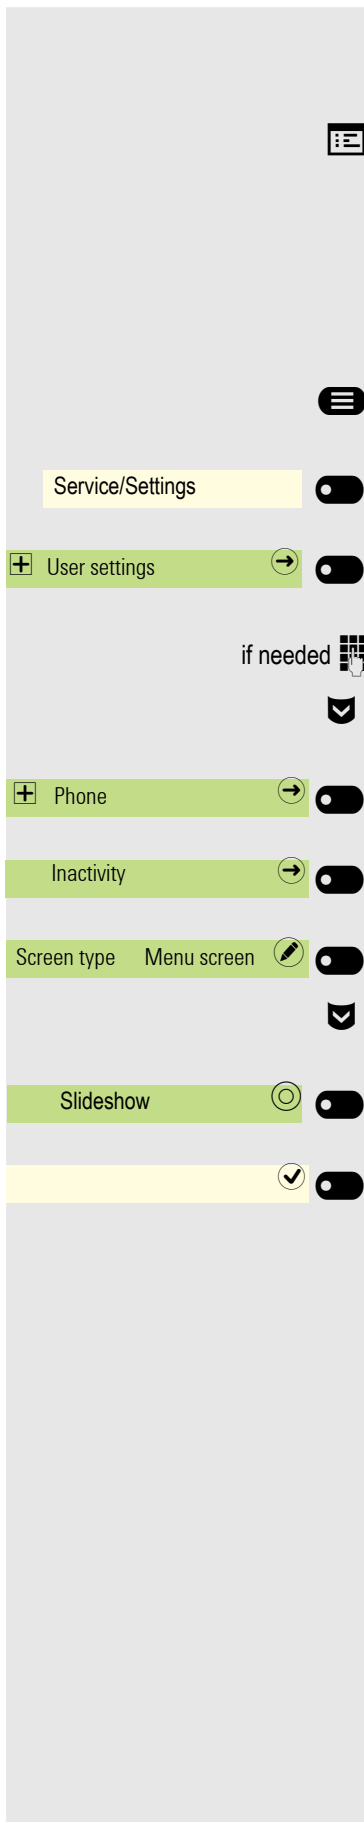 Service/Settings
User settings
if needed
Phone
Inactivity
Screen type Menu screen
Slideshow